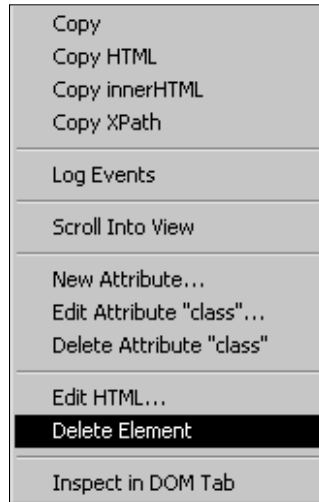 Copy
Copy HTML
Copy innerHTML
Copy XPath
Log Events
Scroll Into View
New Attribute...
Edit Attribute "class"...
Delete Attribute "class"
Edit HTML...
Delete Element
Inspect in DOM Tab